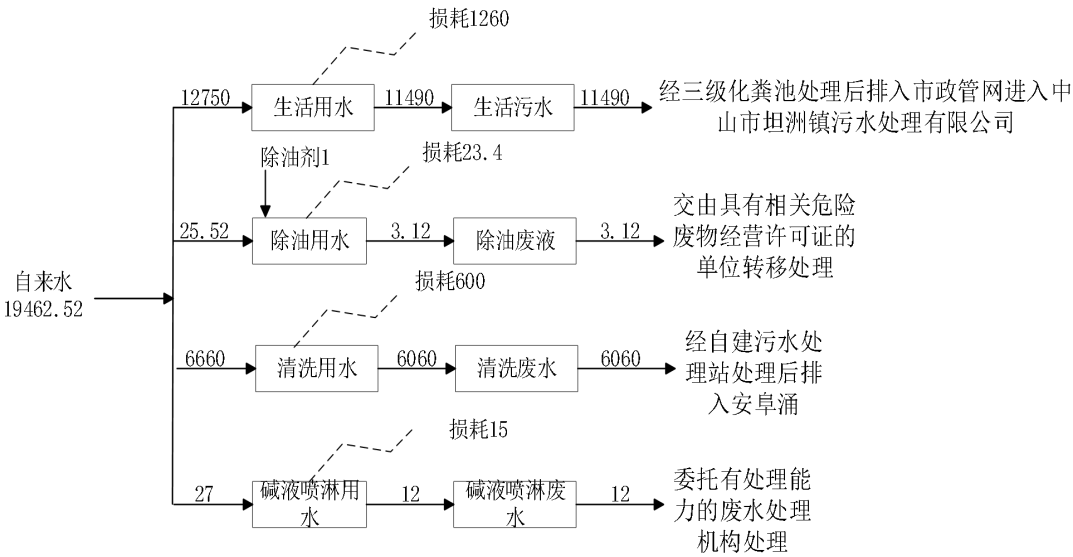 损耗1260
12750
生活用水
11490
生活污水
11490
经三级化粪池处理后排入市政管网进入中
山市坦洲镇污水处理有限公司
除油剂1
损耗23.4
25.52
除油用水
3.12
除油废液
3.12
交由具有相关危险
废物经营许可证的
单位转移处理
自来水
19462.52
损耗600
6660
清洗用水
6060
清洗废水
6060
经自建污水处
理站处理后排
入安阜涌
损耗15
27
碱液喷淋用
水
12
碱液喷淋废
水
12
委托有处理能
力的废水处理
机构处理